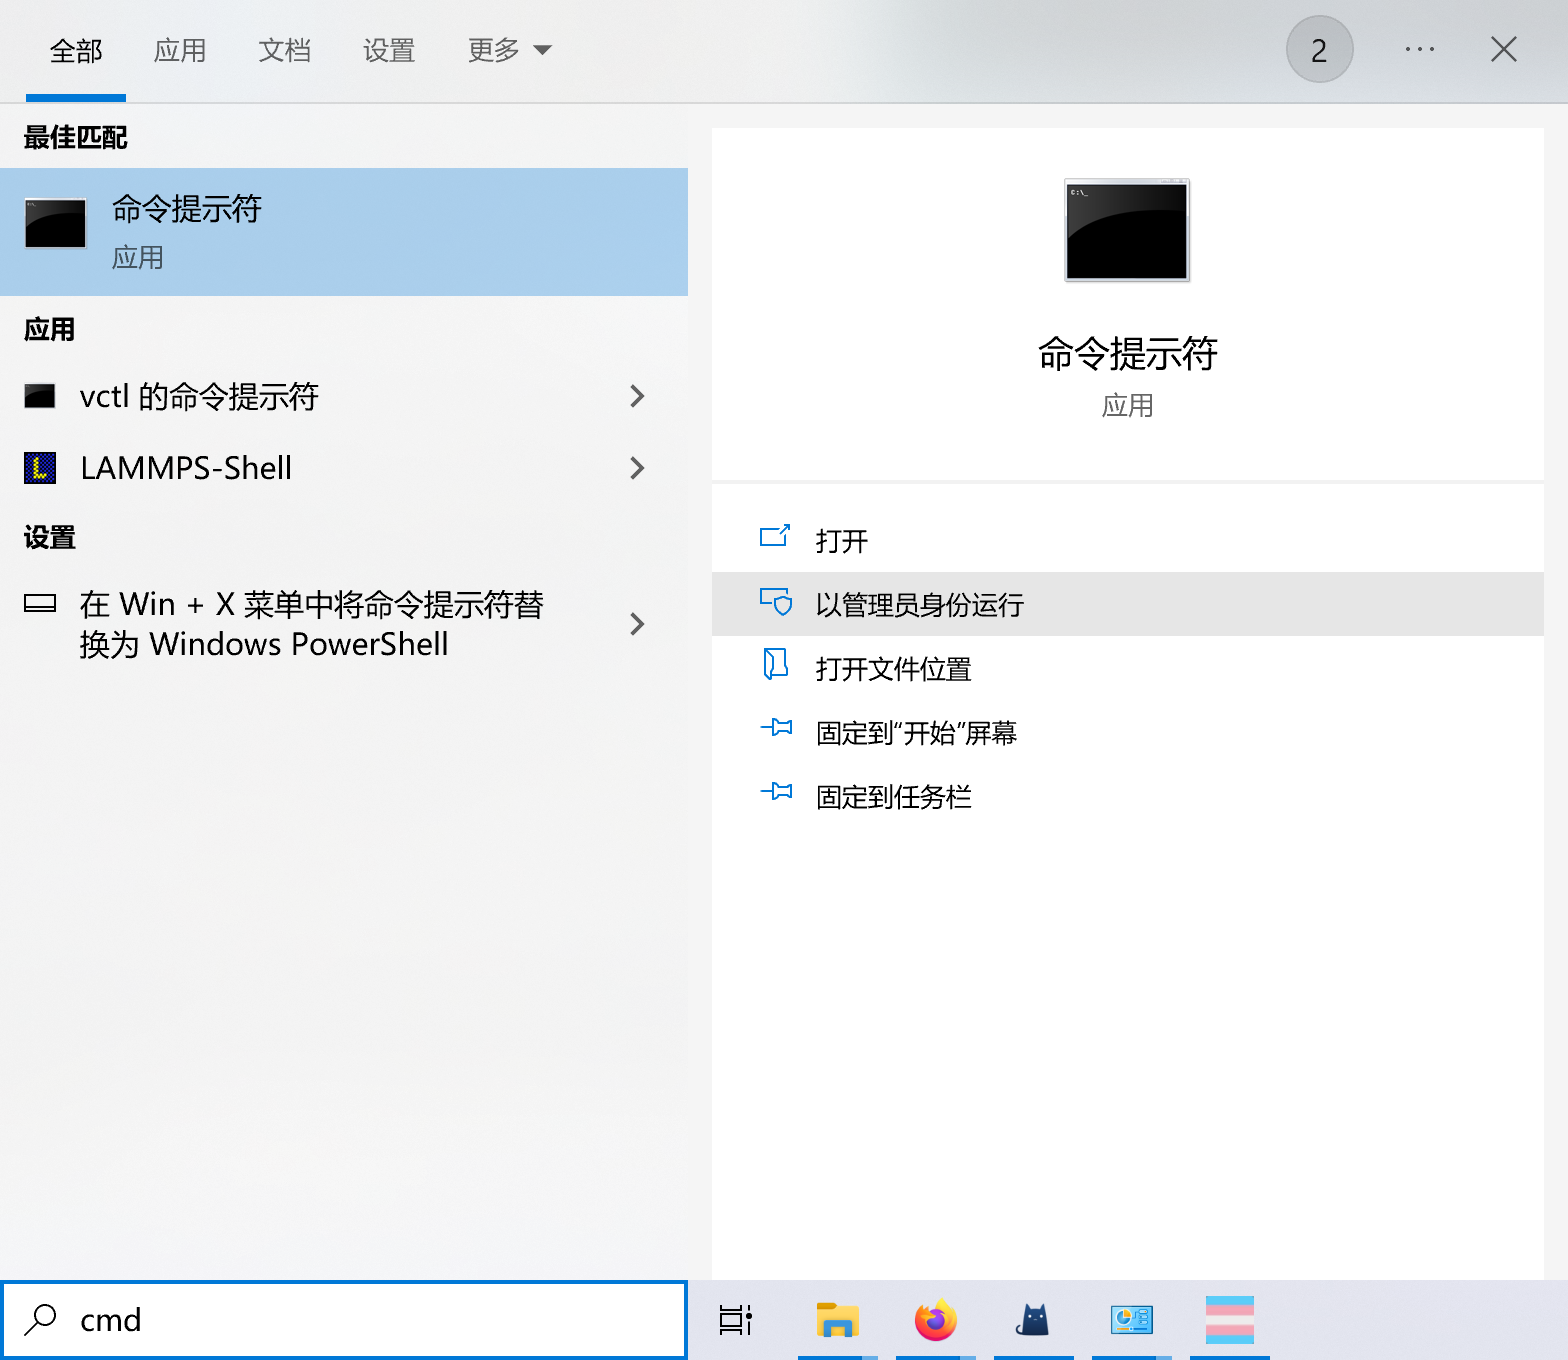 全部 应用 文档 设置 更多
2 ···
最佳匹配
命令提示符
应用
应用
vctl 的命令提示符
LAMMPS-Shell
设置
在 Win + X 菜单中将命令提示符替
换为 Windows PowerShell
C:\_
命令提示符
应用
打开
以管理员身份运行
打开文件位置
固定到“开始”屏幕
固定到任务栏
cmd